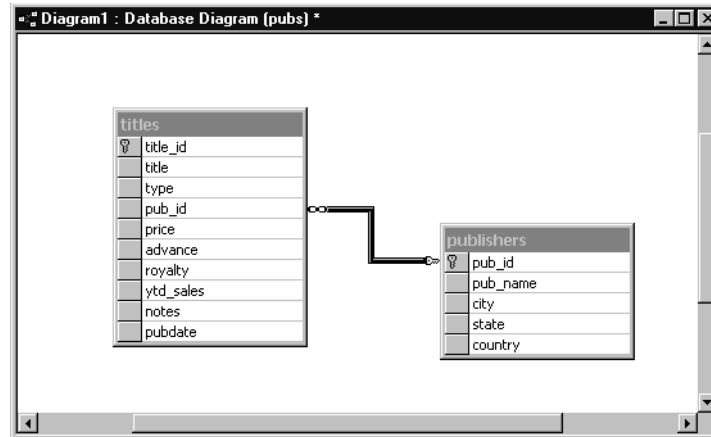 Diagram1 : Database Diagram (pubs) *
titles
title_id
title
type
pub_id
price
advance
royalty
ytd_sales
notes
pubdate
publishers
pub_id
pub_name
city
state
country